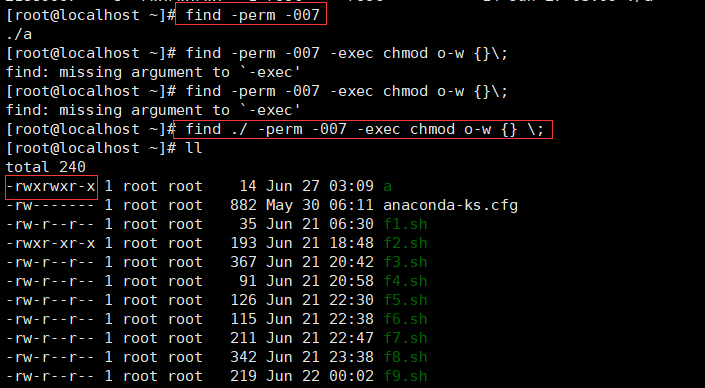 [root@localhost ~]# find -perm -007
./a
[root@localhost ~]# find -perm -007 -exec chmod o-w {}\;
find: missing argument to `-exec'
[root@localhost ~]# find -perm -007 -exec chmod o-w {}\;
find: missing argument to `-exec'
[root@localhost ~]# find ./ -perm -007 -exec chmod o-w {} \;
[root@localhost ~]# ll
total 240
-rwxrwxr-x 1 root root 14 Jun 27 03:09 a
-rw------- 1 root root 882 May 30 06:11 anaconda-ks.cfg
-rw-r--r-- 1 root root 35 Jun 21 06:30 f1.sh
-rwxr-xr-x 1 root root 193 Jun 21 18:48 f2.sh
-rw-r--r-- 1 root root 367 Jun 21 20:42 f3.sh
-rw-r--r-- 1 root root 91 Jun 21 20:58 f4.sh
-rw-r--r-- 1 root root 126 Jun 21 22:30 f5.sh
-rw-r--r-- 1 root root 115 Jun 21 22:38 f6.sh
-rw-r--r-- 1 root root 211 Jun 21 22:47 f7.sh
-rw-r--r-- 1 root root 342 Jun 21 23:38 f8.sh
-rw-r--r-- 1 root root 219 Jun 22 00:02 f9.sh